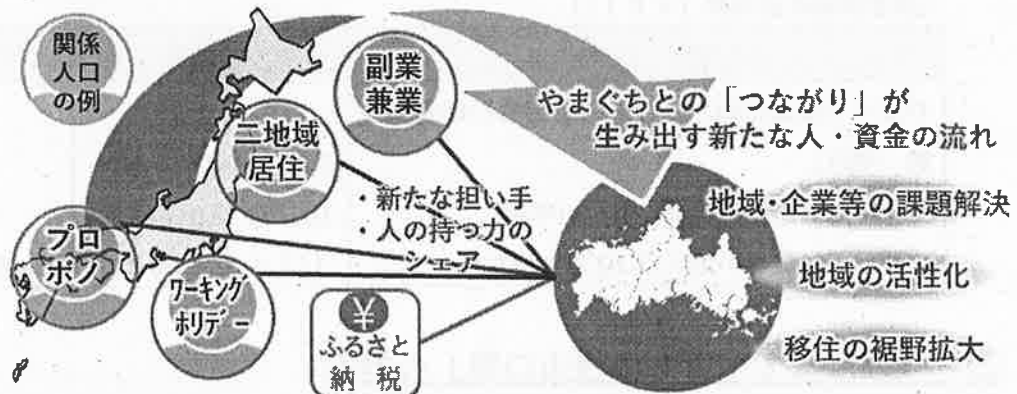 関係
人口
の例
副業
兼業
二地域
居住
プロ
ボノ
ワーキング
ホリデー
¥
ふるさと
納税
・新たな担い手
・人の持つ力の
シェア
やまぐちとの「つながり」が
生み出す新たな人・資金の流れ
地域・企業等の課題解決
地域の活性化
移住の裾野拡大